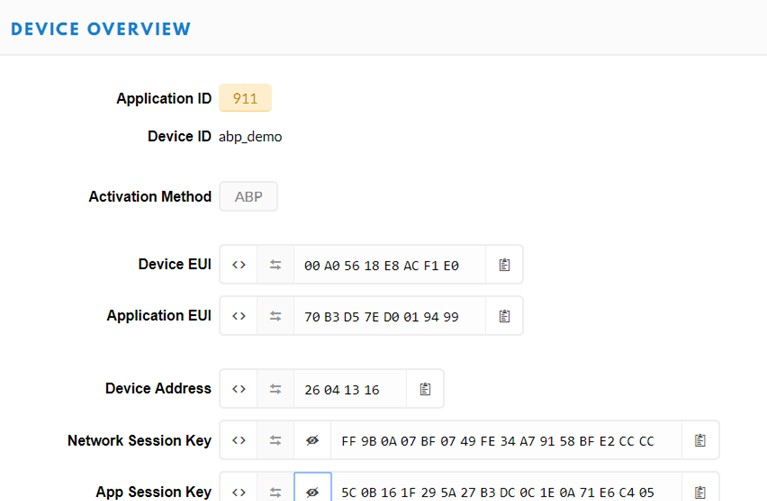 DEVICE OVERVIEW
Application ID 911
Device ID abp_demo
Activation Method ABP
Device EUI <> 00 A0 56 18 E8 AC F1 E0
Application EUI <> 70 B3 D5 7E D0 01 94 99
Device Address <> 26 04 13 16
Network Session Key <> FF 9B 0A 07 BF 07 49 FE 34 A7 91 58 BF E2 CC CC
App Session Key <> 5C 0B 16 1F 29 5A 27 B3 DC 0C 1E 0A 71 E6 C4 05